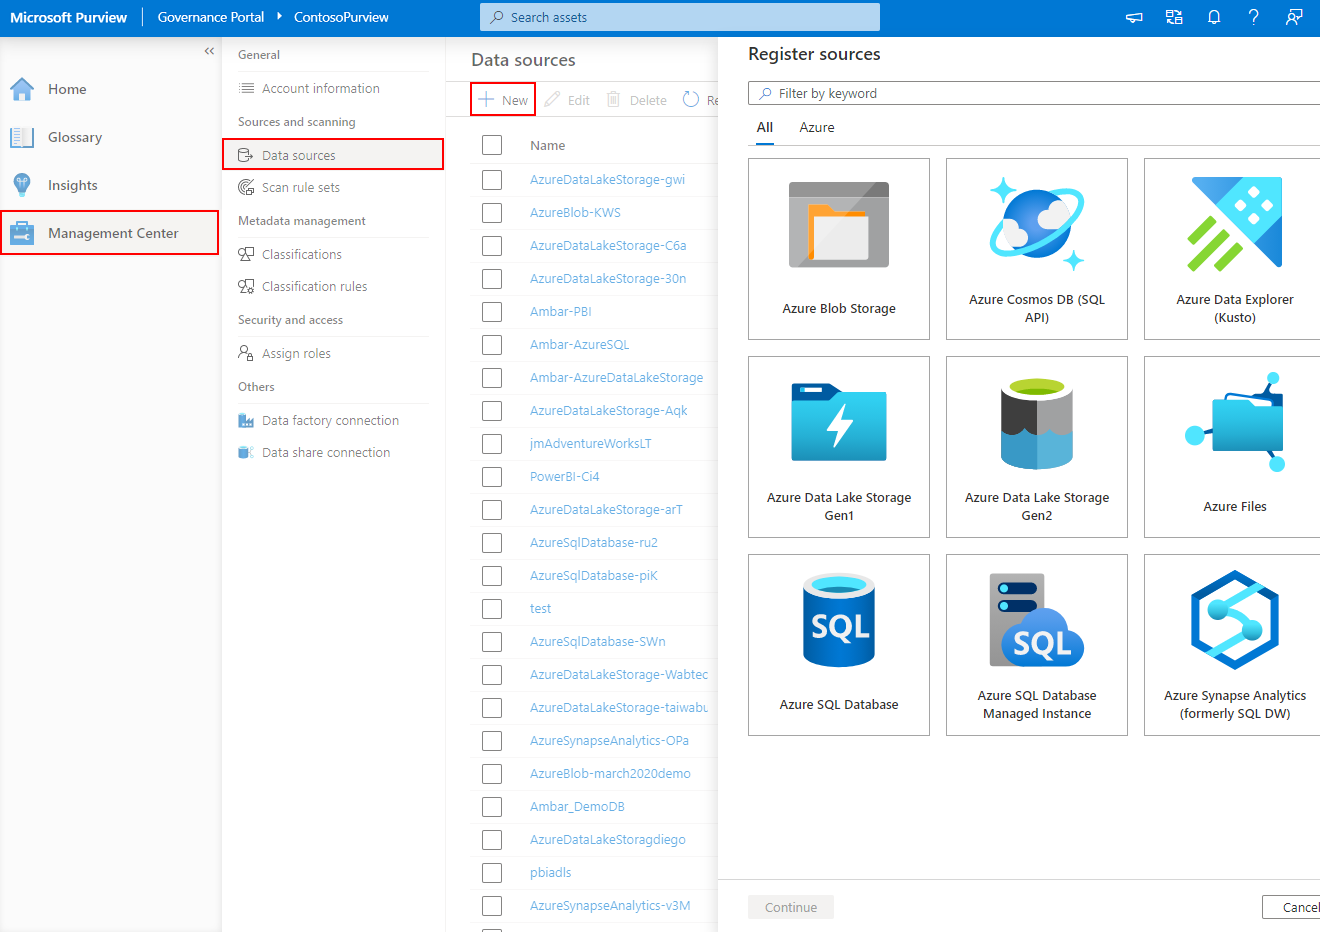 Microsoft Purview
Governance Portal
ContosoPurview
Search assets
Home
Glossary
Insights
Management Center
General
Account information
Sources and scanning
Data sources
Scan rule sets
Metadata management
Classifications
Classification rules
Security and access
Assign roles
Others
Data factory connection
Data share connection
Data sources
New
Edit
Delete
Re
Name
AzureDataLakeStorage-gwi
AzureBlob-KWS
AzureDataLakeStorage-C6a
AzureDataLakeStorage-30n
Ambar-PBI
Ambar-AzureSQL
Ambar-AzureDataLakeStorage
AzureDataLakeStorage-Aqk
jmAdventureWorksLT
PowerBI-Ci4
AzureDataLakeStorage-arT
AzureSqlDatabase-ru2
AzureSqlDatabase-piK
test
AzureSqlDatabase-SWn
AzureDataLakeStorage-Wabtec
AzureDataLakeStorage-taiwabu
AzureSynapseAnalytics-OPa
AzureBlob-march2020demo
Ambar_DemoDB
AzureDataLakeStoragdiego
pbiadls
AzureSynapseAnalytics-v3M
Register sources
Filter by keyword
All
Azure
Azure Blob Storage
Azure Cosmos DB (SQL
API)
Azure Data Explorer
(Kusto)
Azure Data Lake Storage
Gen1
Azure Data Lake Storage
Gen2
Azure Files
SQL
Azure SQL Database
SQL
Azure SQL Database
Managed Instance
Azure Synapse Analytics
(formerly SQL DW)
Continue
Cancel